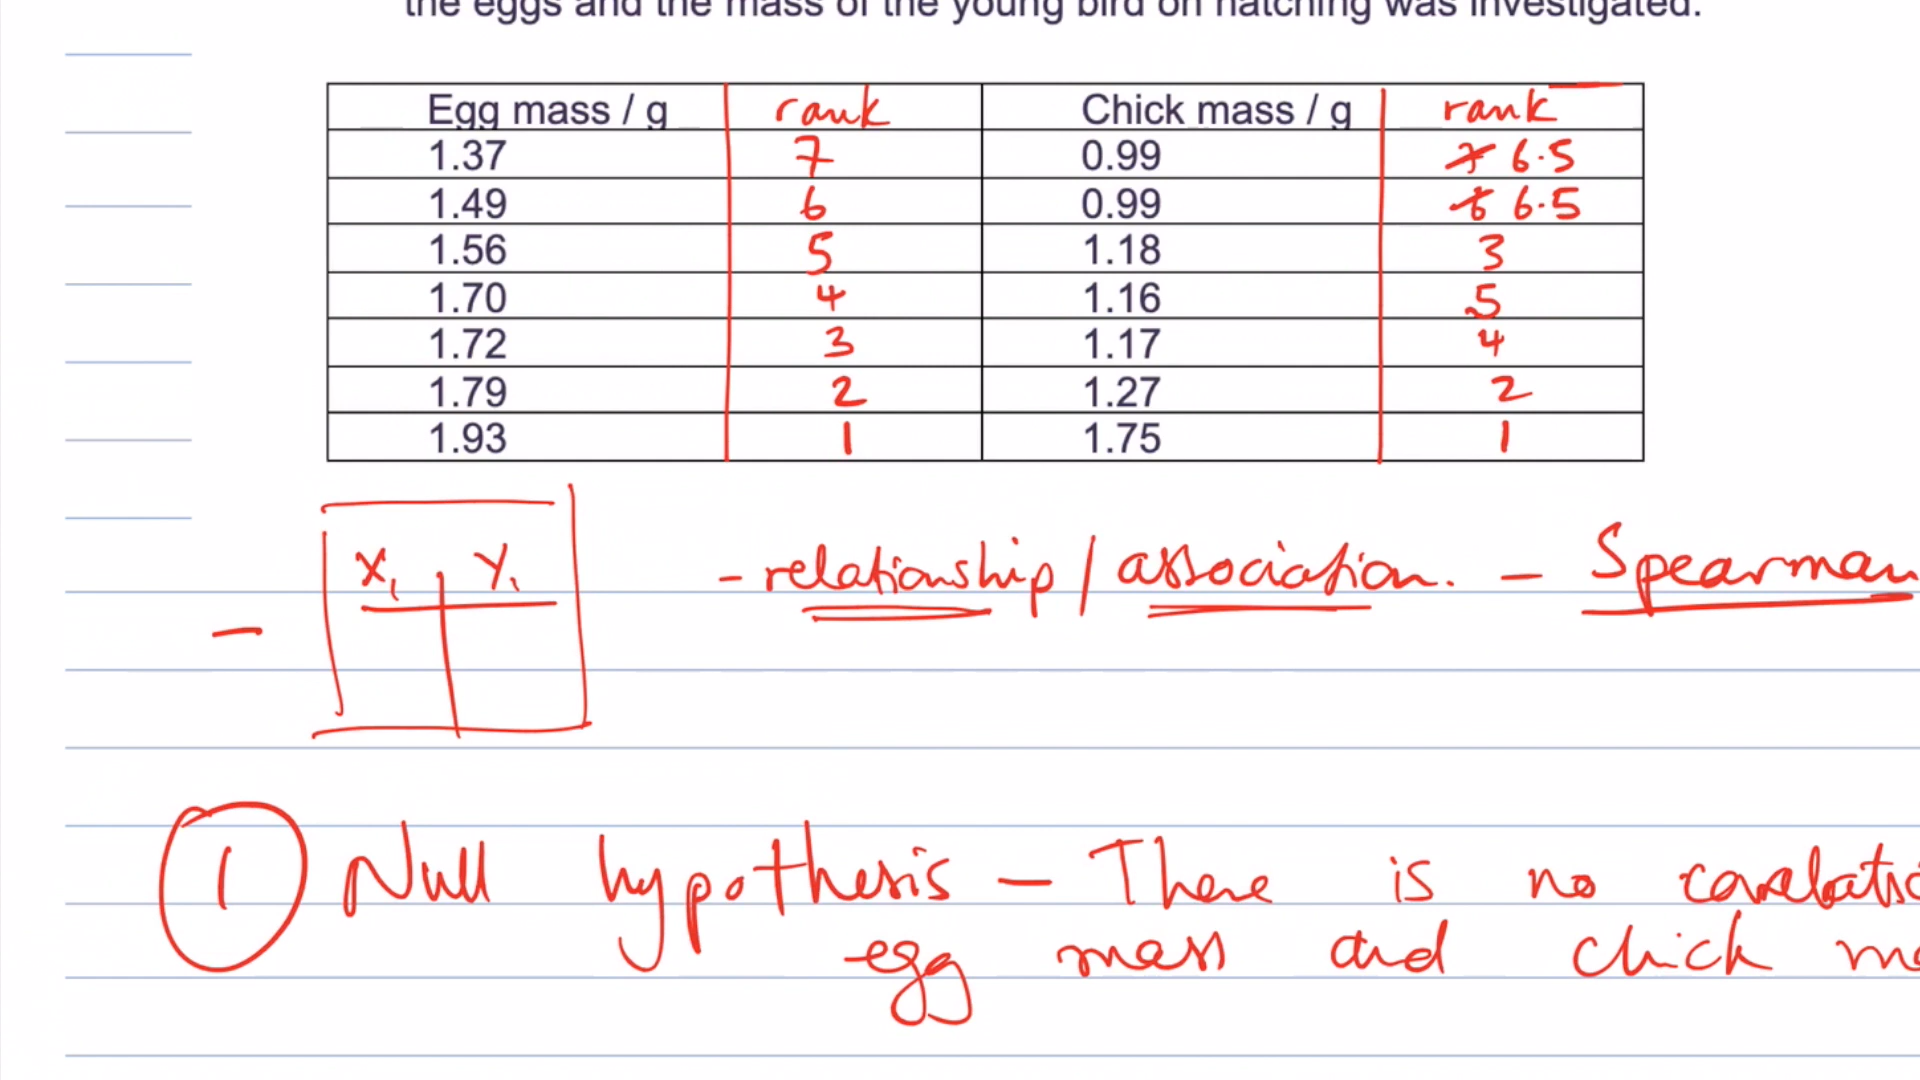 the eggs and the mass of the young bird on hatching was investigated.
Egg mass / g rank Chick mass / g rank
1.37 7 0.99 7 6.5
1.49 6 0.99 6 6.5
1.56 5 1.18 3
1.70 4 1.16 5
1.72 3 1.17 4
1.79 2 1.27 2
1.93 1 1.75 1
X₁ Y₁ - relationship / association. - Spearman
1 Null hypothesis - There is no
egg mass and chick